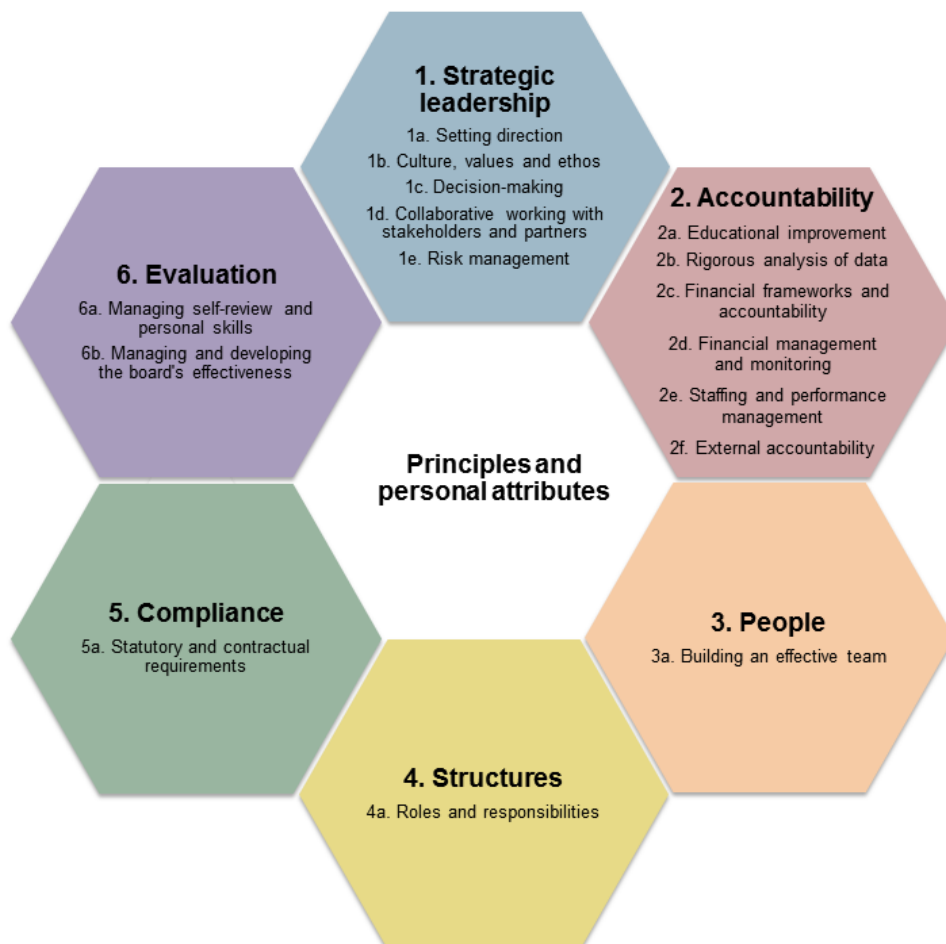 1. Strategic
leadership
1a. Setting direction
1b. Culture, values and ethos
1c. Decision-making
1d. Collaborative working with
stakeholders and partners
1e. Risk management
2. Accountability
2a. Educational improvement
2b. Rigorous analysis of data
2c. Financial frameworks and
accountability
2d. Financial management
and monitoring
2e. Staffing and performance
management
2f. External accountability
3. People
3a. Building an effective team
4. Structures
4a. Roles and responsibilities
5. Compliance
5a. Statutory and contractual
requirements
6. Evaluation
6a. Managing self-review and
personal skills
6b. Managing and developing
the board's effectiveness
Principles and
personal attributes